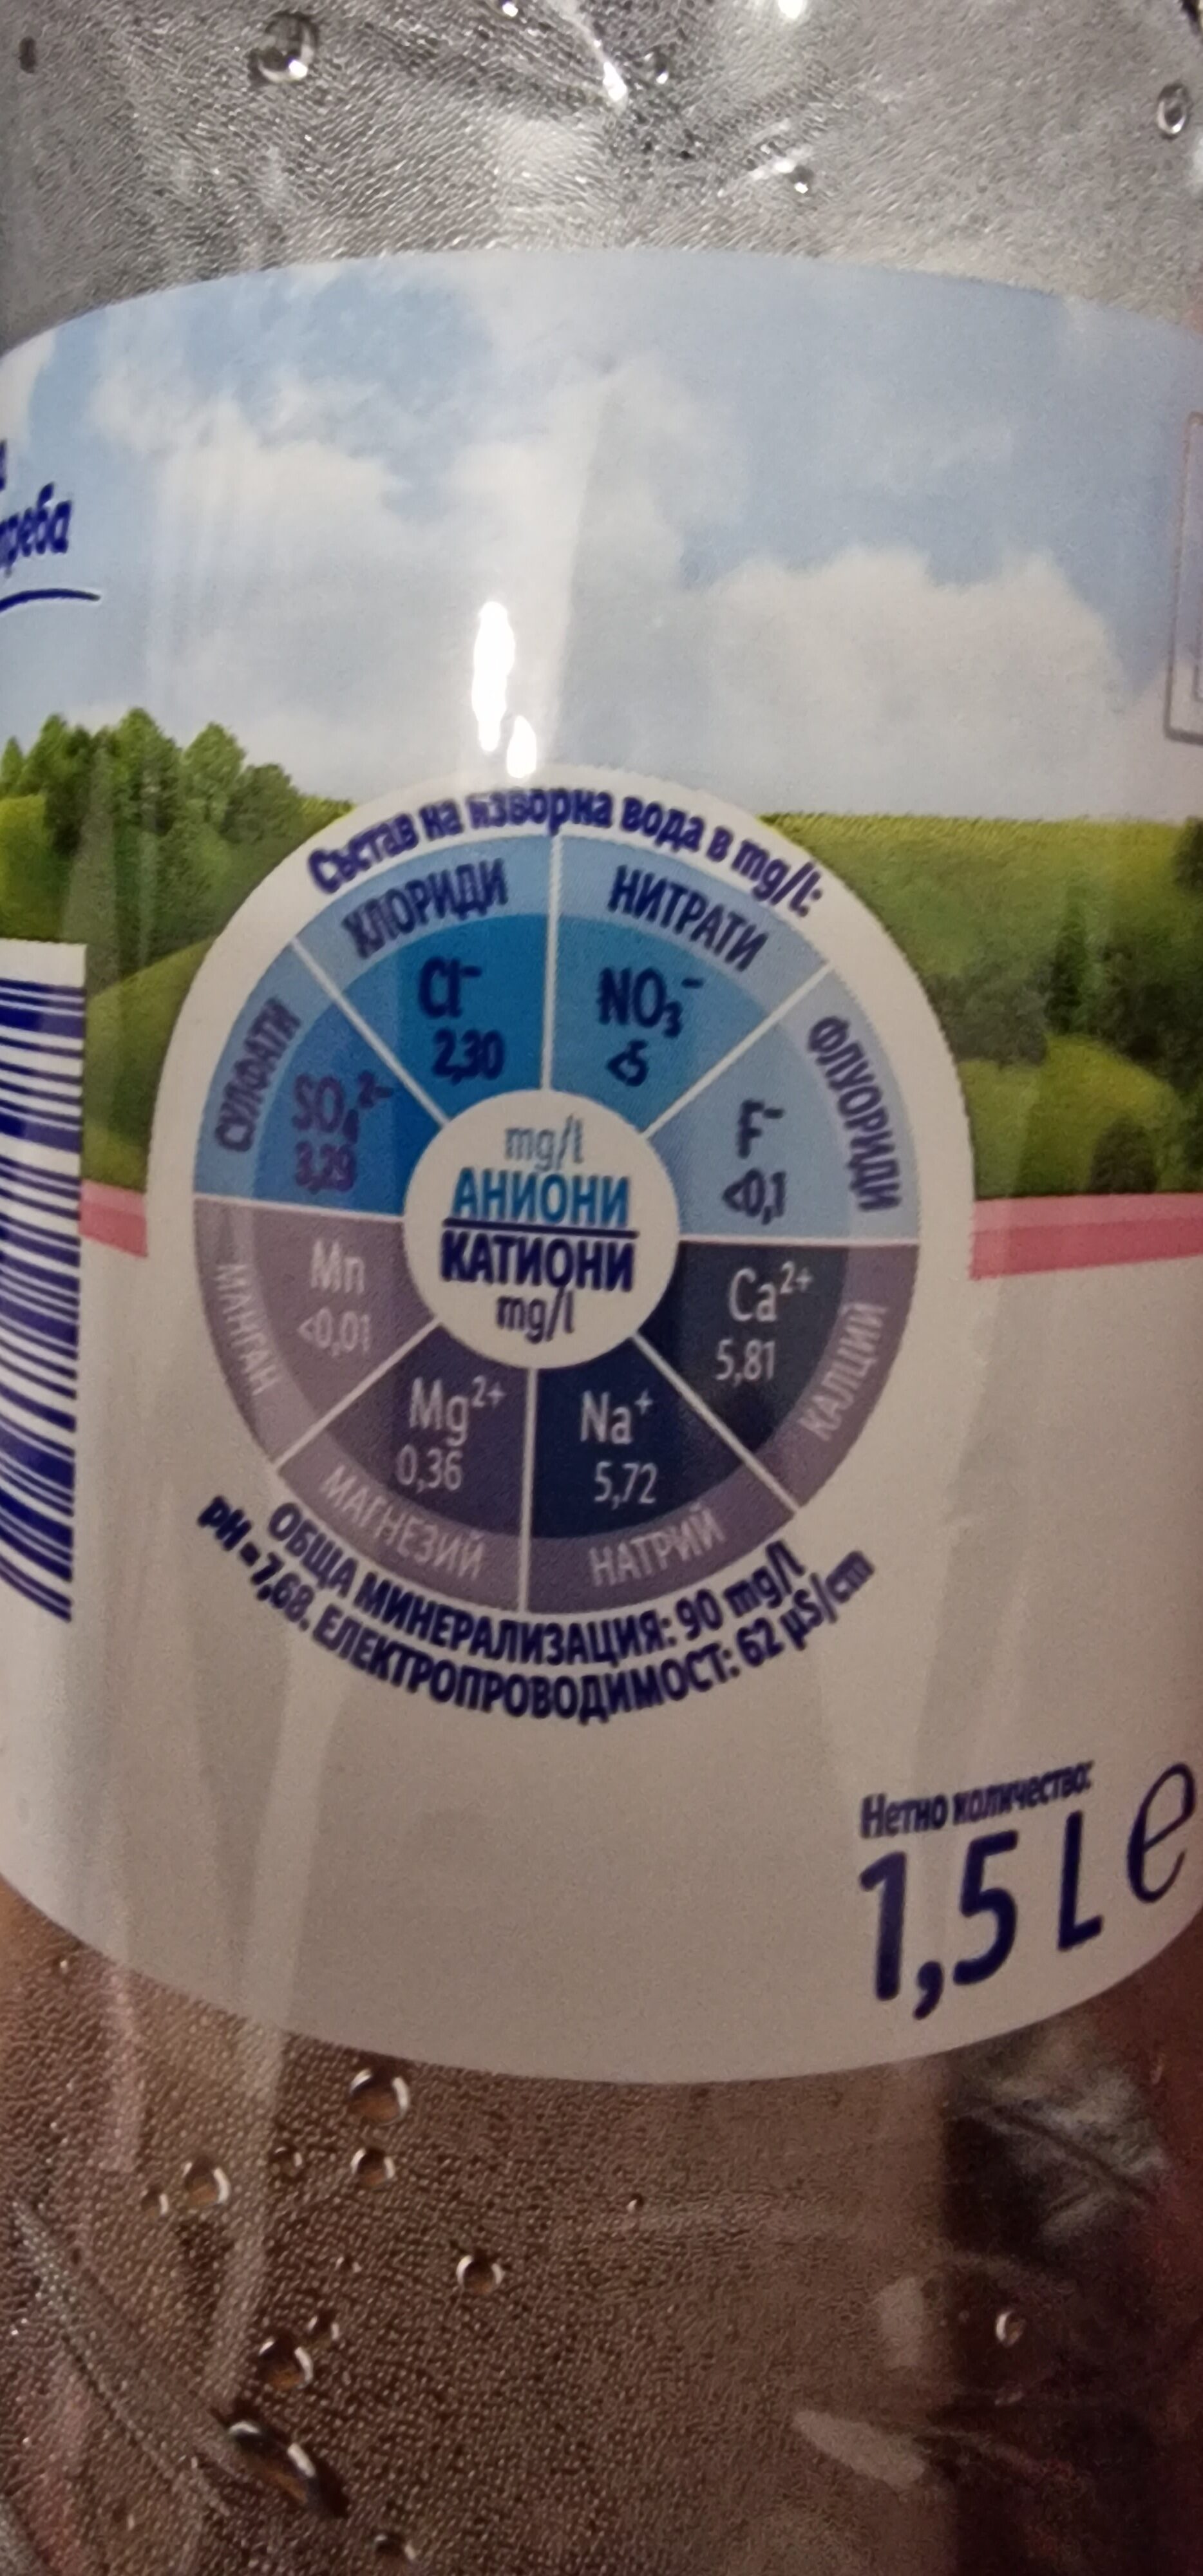 Състав на изворна вода в mg/l:
СУЛФАТИ
SO₄²⁻
3,29
ХЛОРИДИ
Cl⁻
2,30
НИТРАТИ
NO₃⁻
<5
ФЛУОРИДИ
F⁻
<0,1
mg/l
АНИОНИ
КАТИОНИ
mg/l
МАНГАН
Mn
<0,01
Mg²⁺
0,36
МАГНЕЗИЙ
Na⁺
5,72
НАТРИЙ
Ca²⁺
5,81
КАЛЦИЙ
ОБЩА МИНЕРАЛИЗАЦИЯ: 90 mg/l
pH = 7,68. ЕЛЕКТРОПРОВОДИМОСТ: 62 µS/cm
Нетно количество:
1,5 L e